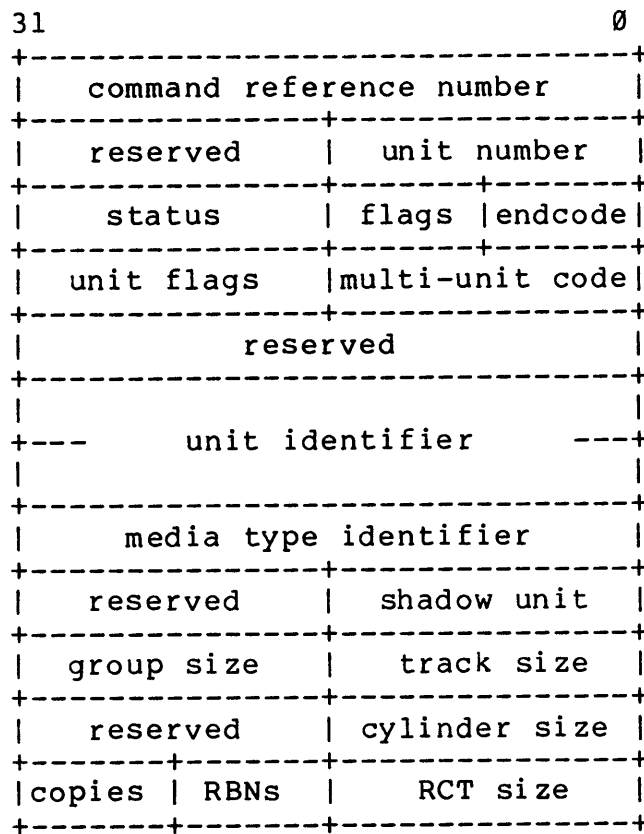 31 0
command reference number
reserved | unit number
status | flags |endcode|
unit flags |multi-unit code|
reserved
+--- unit identifier ---+
media type identifier
reserved | shadow unit
group size | track size
reserved | cylinder size
|copies | RBNs | RCT size |